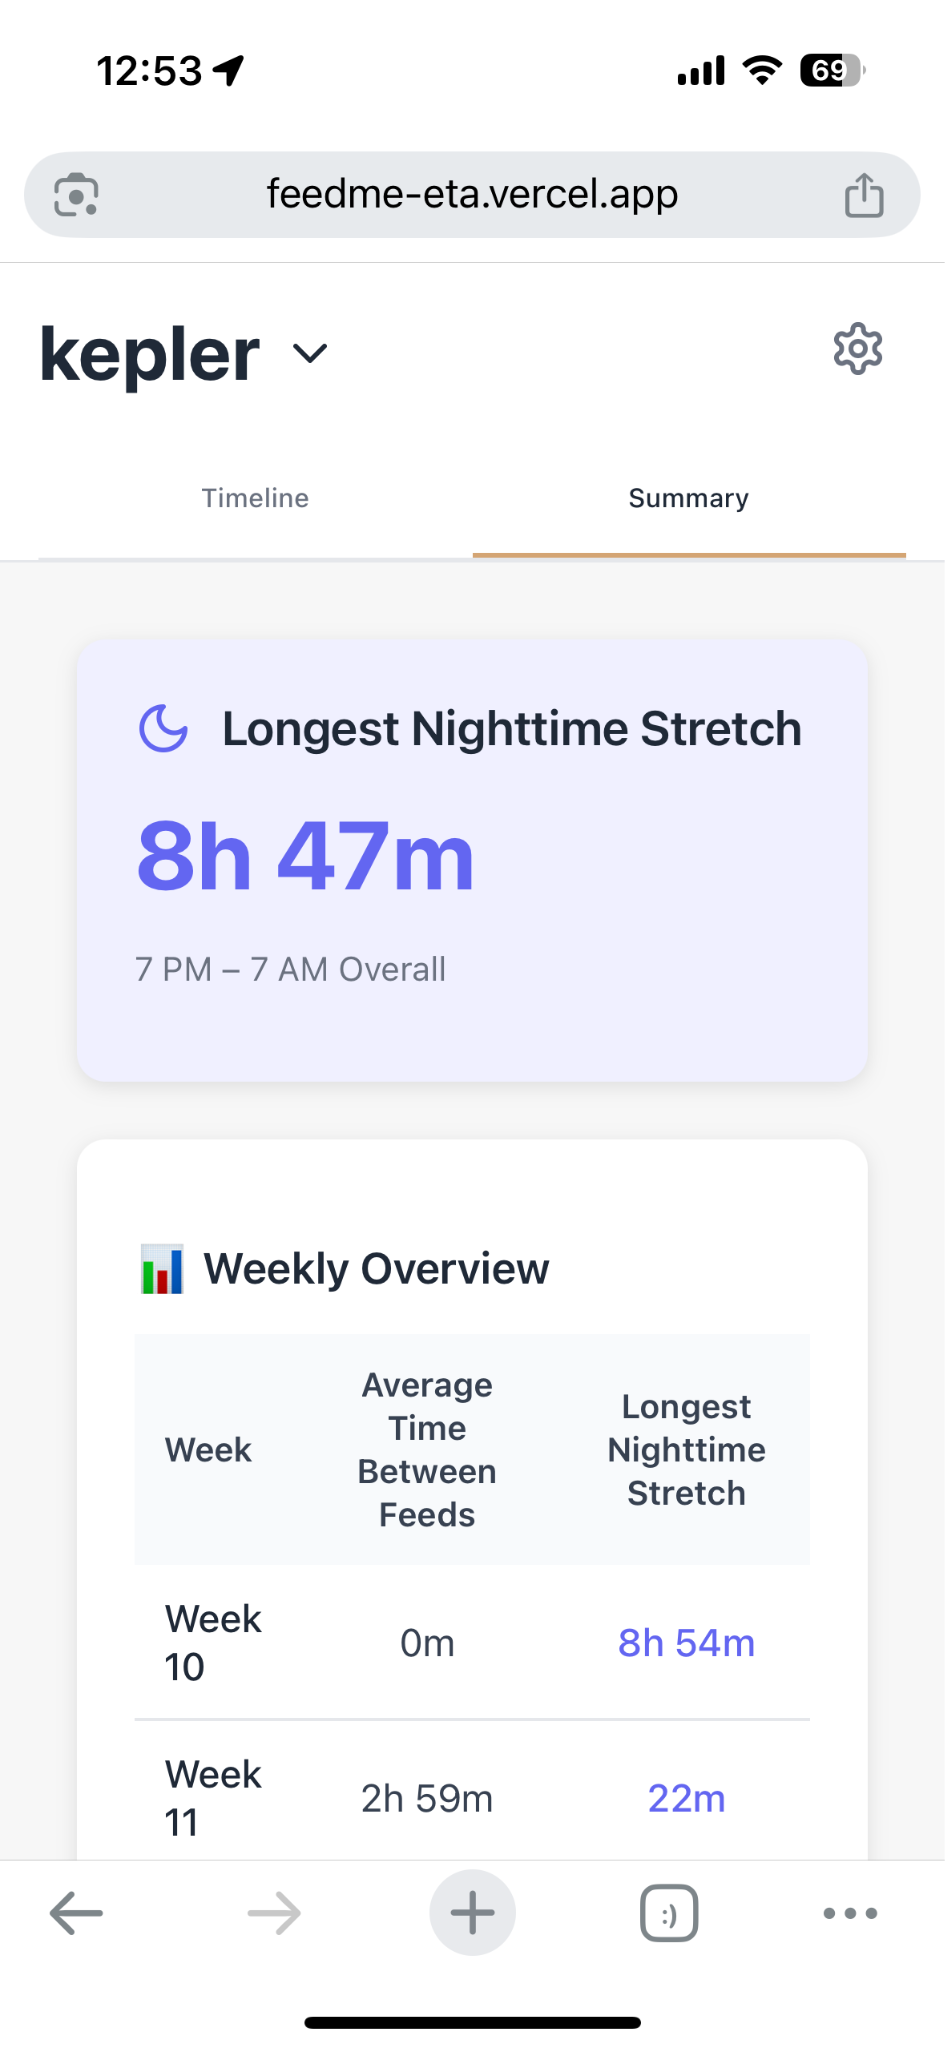 12:53
69
feedme-eta.vercel.app
kepler
Timeline
Summary
Longest Nighttime Stretch
8h 47m
7 PM – 7 AM Overall
Weekly Overview
Week
Average
Time
Between
Feeds
Longest
Nighttime
Stretch
Week
10
0m
8h 54m
Week
11
2h 59m
22m
:)